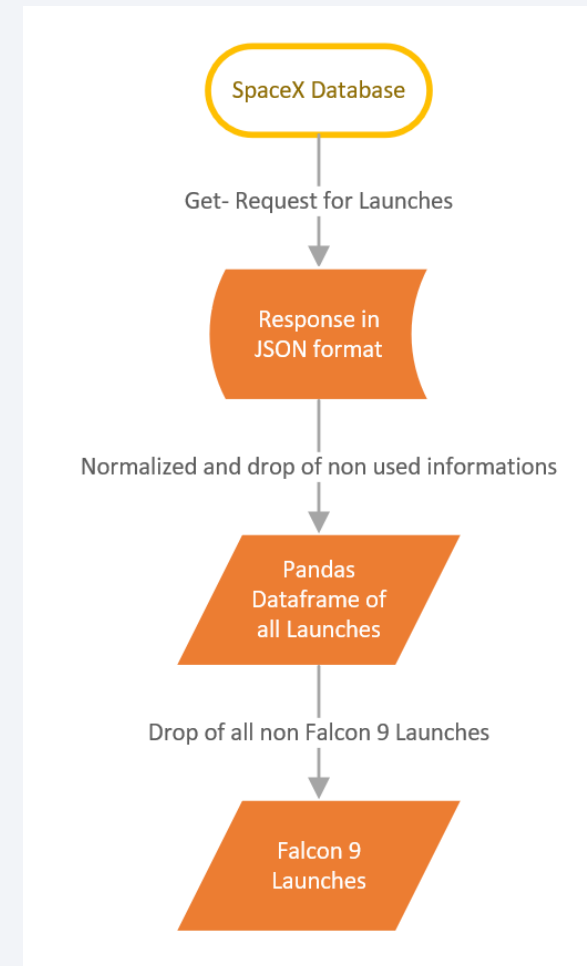 SpaceX Database
Get- Request for Launches
Response in
JSON format
Normalized and drop of non used informations
Pandas
Dataframe of
all Launches
Drop of all non Falcon 9 Launches
Falcon 9
Launches